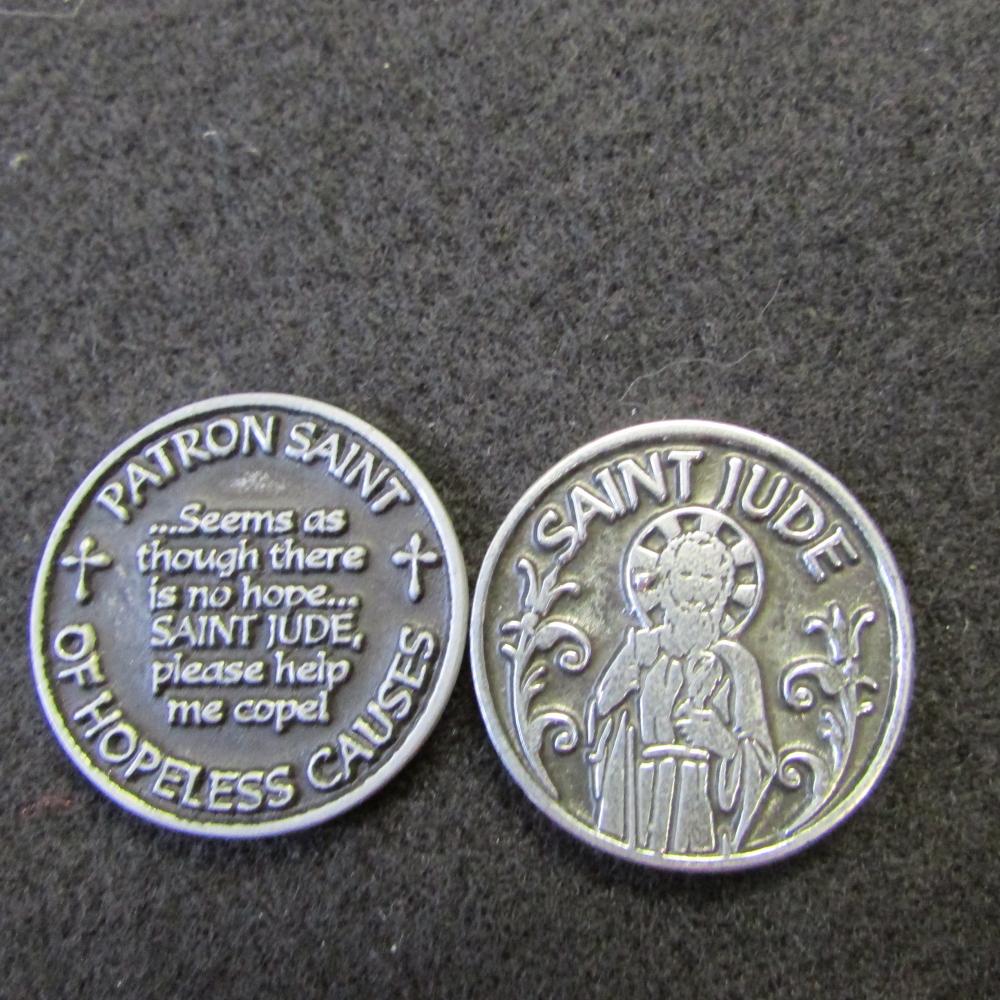 PATRON SAINT
...Seems as
though there
is no hope...
SAINT JUDE,
please help
me cope!
OF HOPELESS CAUSES
SAINT JUDE